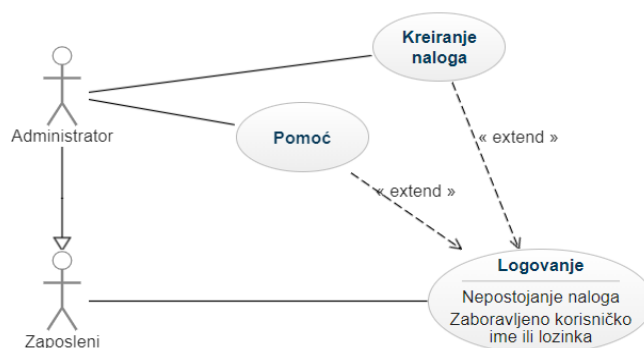 Kreiranje
naloga
Administrator
Pomoć
« extend »
« extend »
Logovanje
Nepostojanje naloga
Zaboravljeno korisničko
ime ili lozinka
Zaposleni